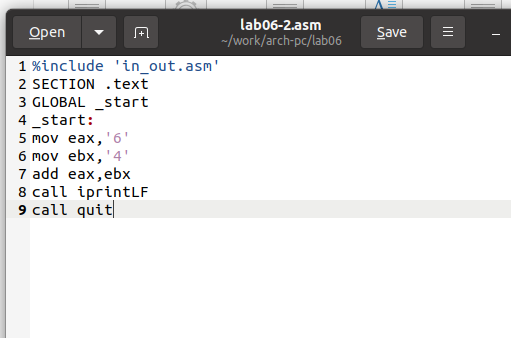 Open
lab06-2.asm
~/work/arch-pc/lab06
Save
1 %include 'in_out.asm'
2 SECTION .text
3 GLOBAL _start
4 _start:
5 mov eax,'6'
6 mov ebx,'4'
7 add eax,ebx
8 call iprintLF
9 call quit